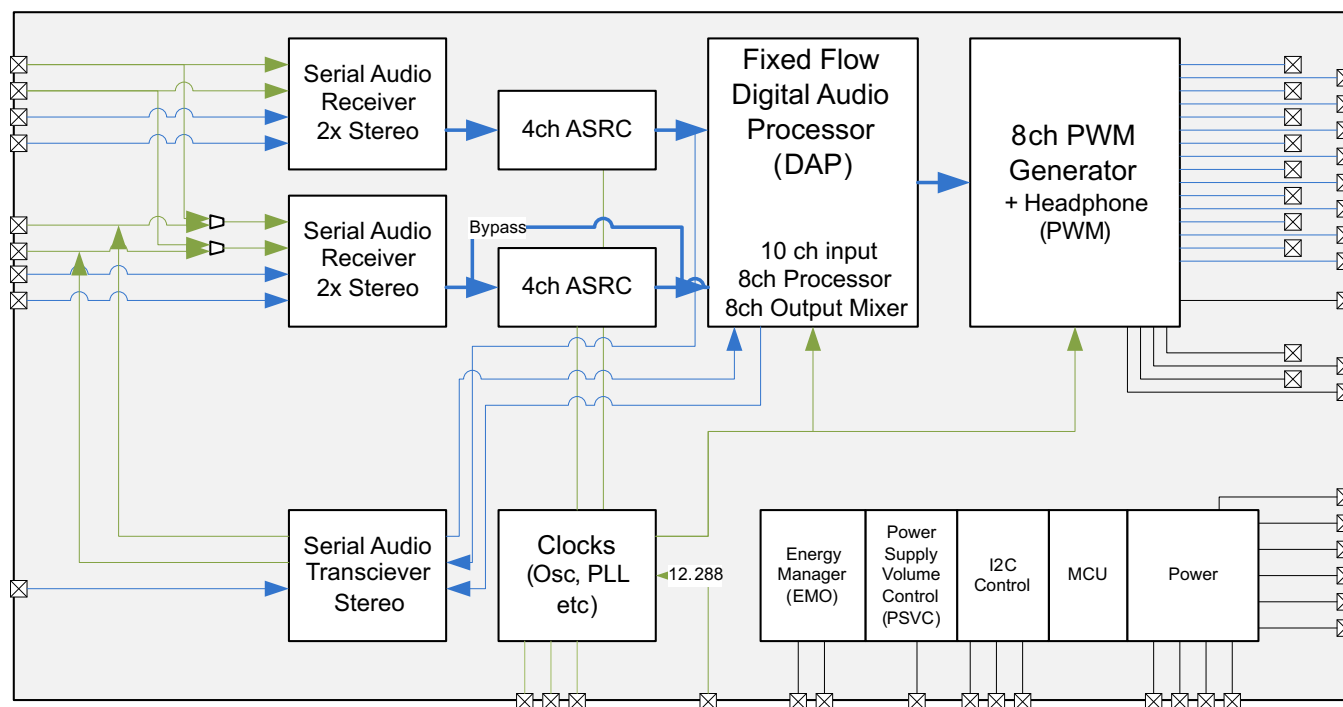 Serial Audio
Receiver
2x Stereo
4ch ASRC
Fixed Flow
Digital Audio
Processor
(DAP)
10 ch input
8ch Processor
8ch Output Mixer
8ch PWM
Generator
+ Headphone
(PWM)
Serial Audio
Receiver
2x Stereo
Bypass
4ch ASRC
Serial Audio
Transciever
Stereo
Clocks
(Osc, PLL
etc)
12.288
Energy
Manager
(EMO)
Power
Supply
Volume
Control
(PSVC)
I2C
Control
MCU
Power